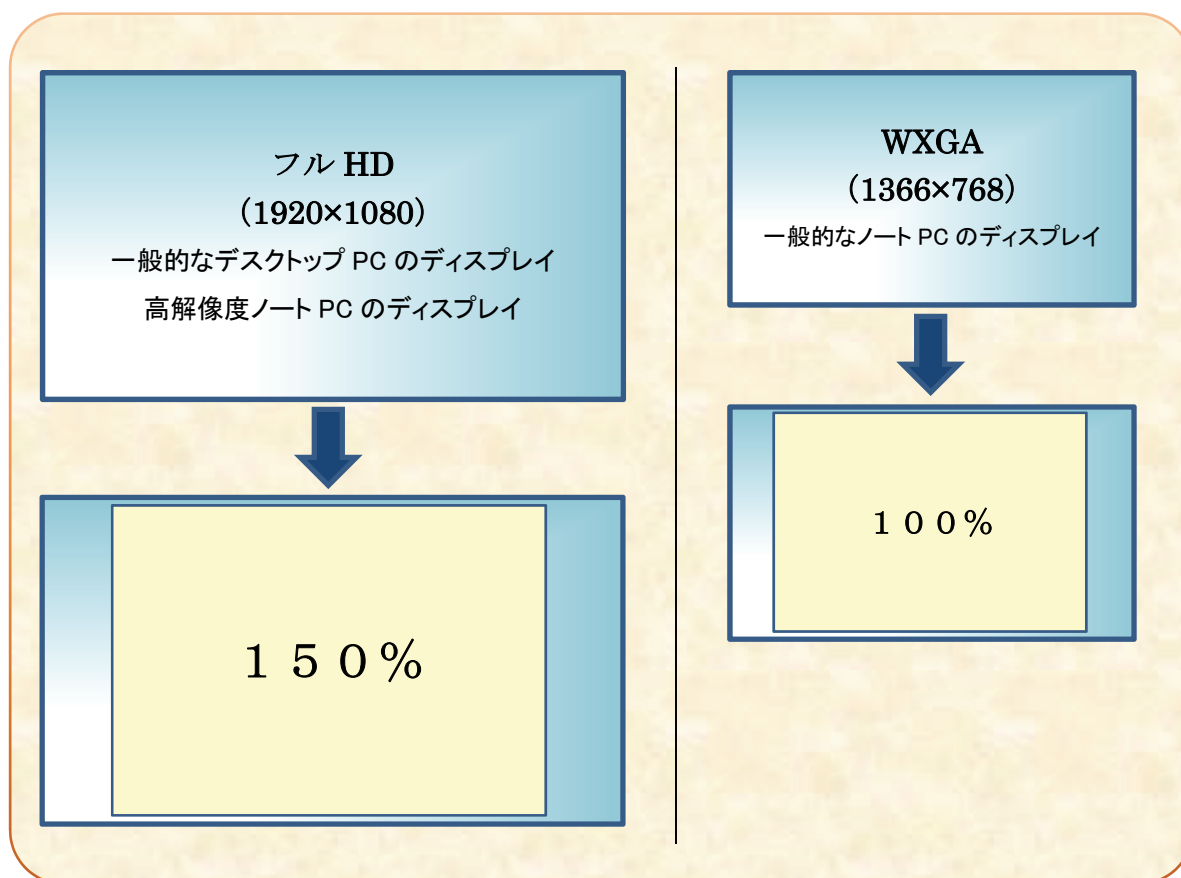 フル HD
（1920×1080）
一般的なデスクトップ PC のディスプレイ
高解像度ノート PC のディスプレイ
１５０％
WXGA
（1366×768）
一般的なノート PC のディスプレイ
１００％